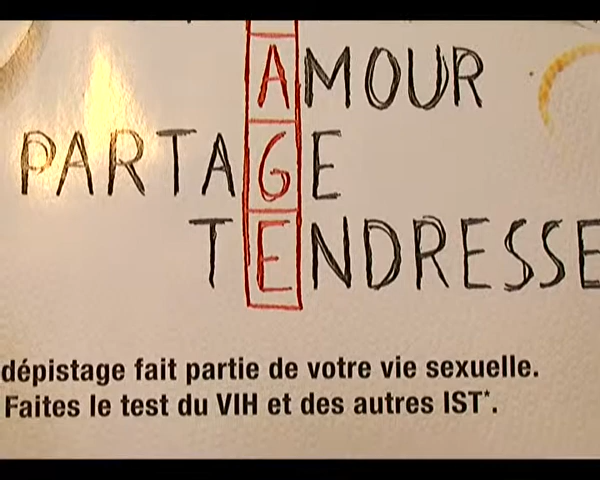 AMOUR
PARTAGE
TENDRESSE
dépistage fait partie de votre vie sexuelle.
Faites le test du VIH et des autres IST*.